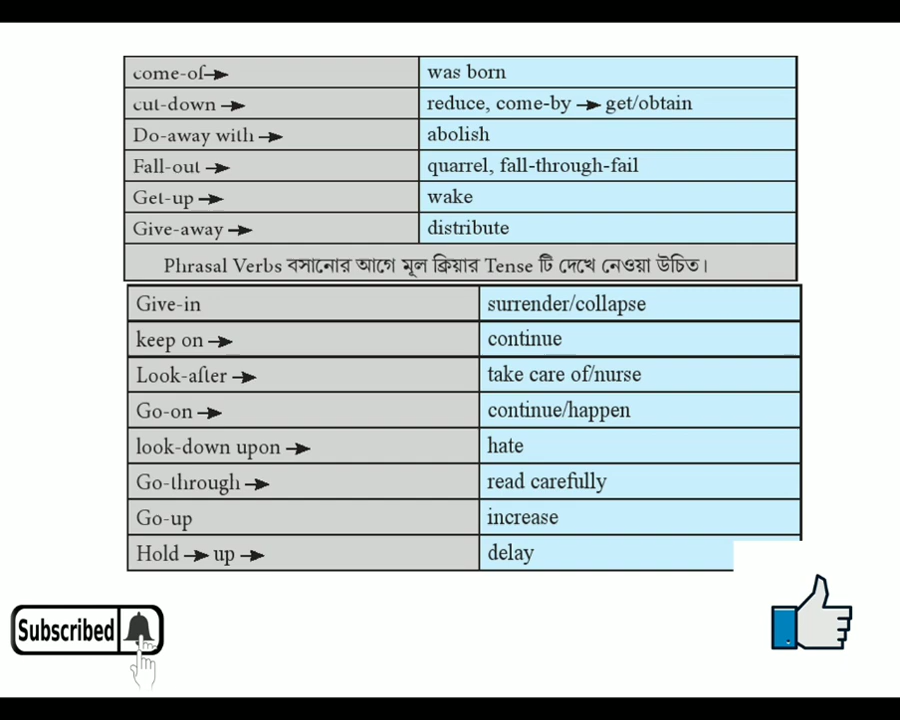 come-of→ was born
cut-down → reduce, come-by → get/obtain
Do-away with → abolish
Fall-out → quarrel, fall-through-fail
Get-up → wake
Give-away → distribute
Phrasal Verbs বসানোর আগে মূল ক্রিয়ার Tense টি দেখে নেওয়া উচিত।
Give-in surrender/collapse
keep on → continue
Look-after → take care of/nurse
Go-on → continue/happen
look-down upon → hate
Go-through → read carefully
Go-up increase
Hold → up → delay
Subscribed